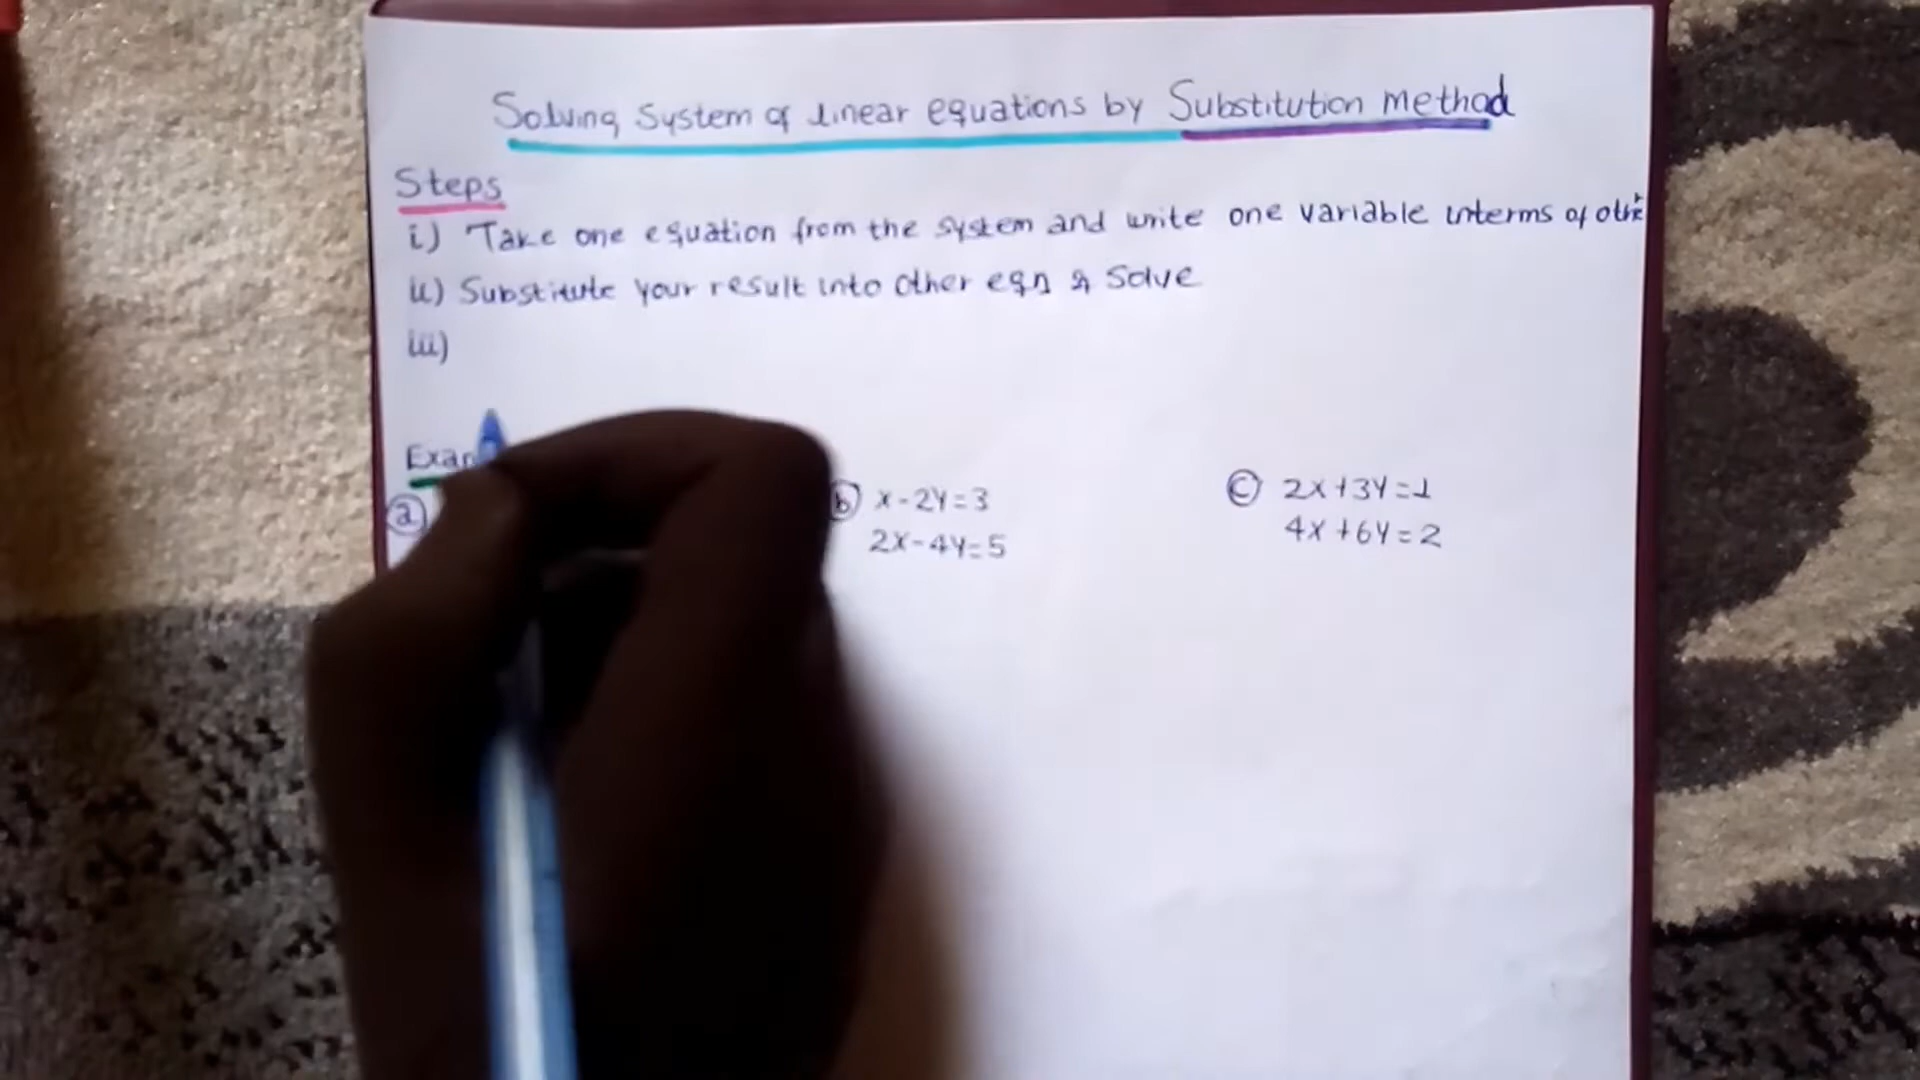 Solving System of linear equations by Substitution method
Steps
i) Take one equation from the system and write one variable interms of
ii) Substitute your result into other eqn & Solve
iii)
ⓐ
ⓑ x-2y=3
2x-4y=5
ⓒ 2x+3y=1
4x+6y=2